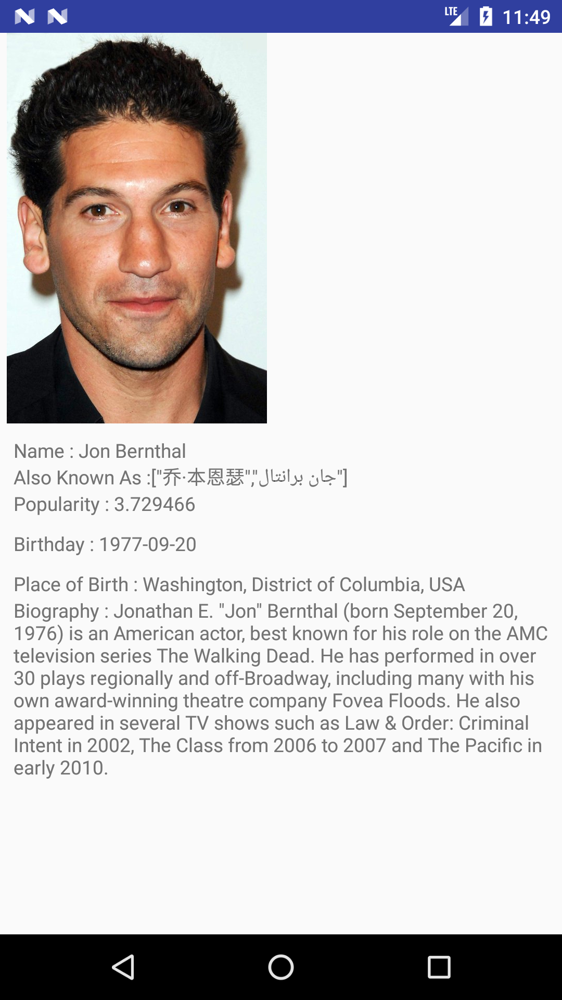 LTE 11:49
Name : Jon Bernthal
Also Known As :["乔·本恩瑟","جان برانتال"]
Popularity : 3.729466
Birthday : 1977-09-20
Place of Birth : Washington, District of Columbia, USA
Biography : Jonathan E. "Jon" Bernthal (born September 20,
1976) is an American actor, best known for his role on the AMC
television series The Walking Dead. He has performed in over
30 plays regionally and off-Broadway, including many with his
own award-winning theatre company Fovea Floods. He also
appeared in several TV shows such as Law & Order: Criminal
Intent in 2002, The Class from 2006 to 2007 and The Pacific in
early 2010.